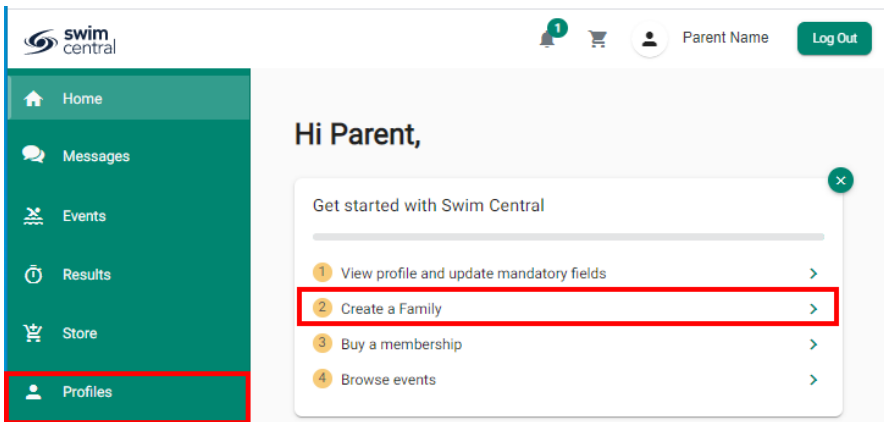 swim
central
1
Parent Name
Log Out
Home
Messages
Events
Results
Store
Profiles
Hi Parent,
Get started with Swim Central
1 View profile and update mandatory fields
2 Create a Family
3 Buy a membership
4 Browse events